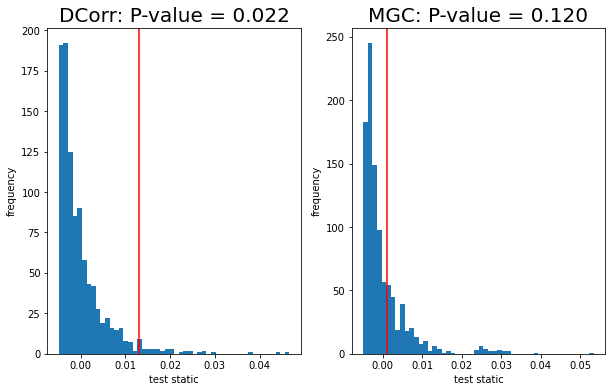 DCorr: P-value = 0.022
200
175
150
125
100
75
50
25
0
frequency
0.00 0.01 0.02 0.03 0.04
test static
MGC: P-value = 0.120
250
200
150
100
50
0
frequency
0.00 0.01 0.02 0.03 0.04 0.05
test static